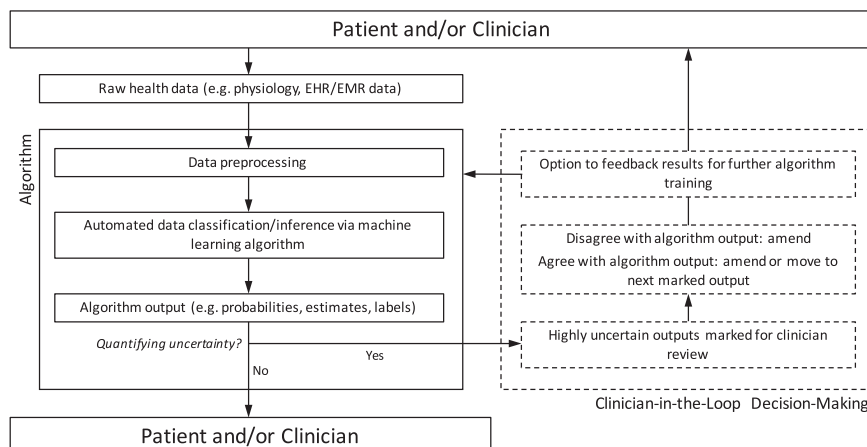 Patient and/or Clinician
Raw health data (e.g. physiology, EHR/EMR data)
Algorithm
Data preprocessing
Automated data classification/inference via machine
learning algorithm
Algorithm output (e.g. probabilities, estimates, labels)
Quantifying uncertainty?
Yes
No
Option to feedback results for further algorithm
training
Disagree with algorithm output: amend
Agree with algorithm output: amend or move to
next marked output
Highly uncertain outputs marked for clinician
review
Clinician-in-the-Loop Decision-Making
Patient and/or Clinician